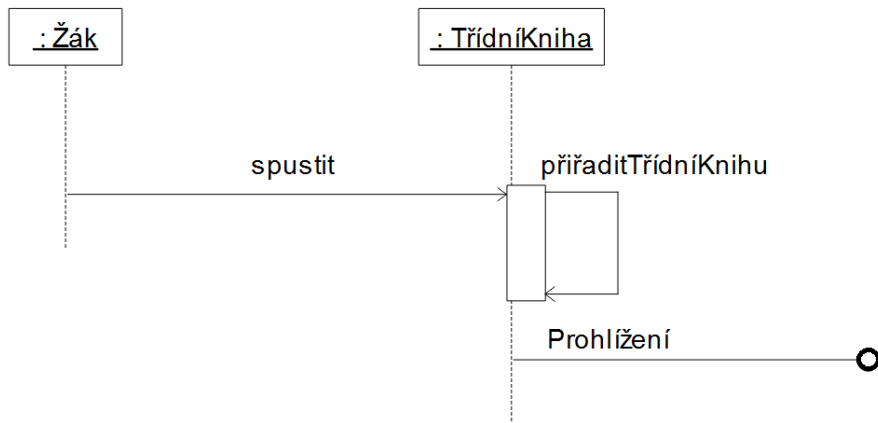 : Žák
: TřídníKniha
spustit
přiřaditTřídníKnihu
Prohlížení